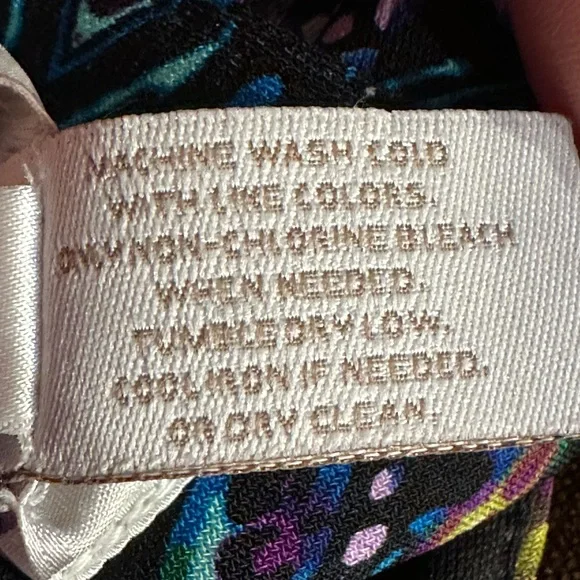 MACHINE WASH COLD
WITH LIKE COLORS.
ONLY NON-CHLORINE BLEACH
WHEN NEEDED.
TUMBLE DRY LOW.
COOL IRON IF NEEDED.
OR DRY CLEAN.